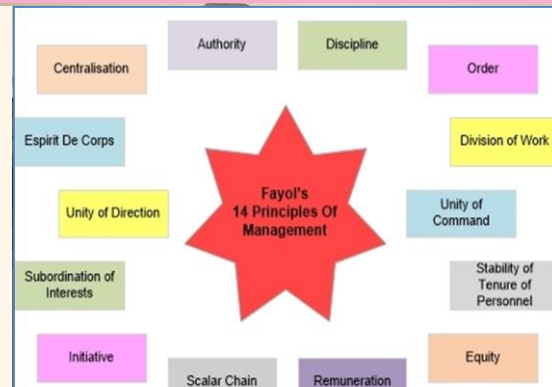 Authority
Discipline
Centralisation
Order
Espirit De Corps
Division of Work
Fayol's
14 Principles Of
Management
Unity of Direction
Unity of
Command
Subordination of
Interests
Stability of
Tenure of
Personnel
Initiative
Equity
Scalar Chain
Remuneration